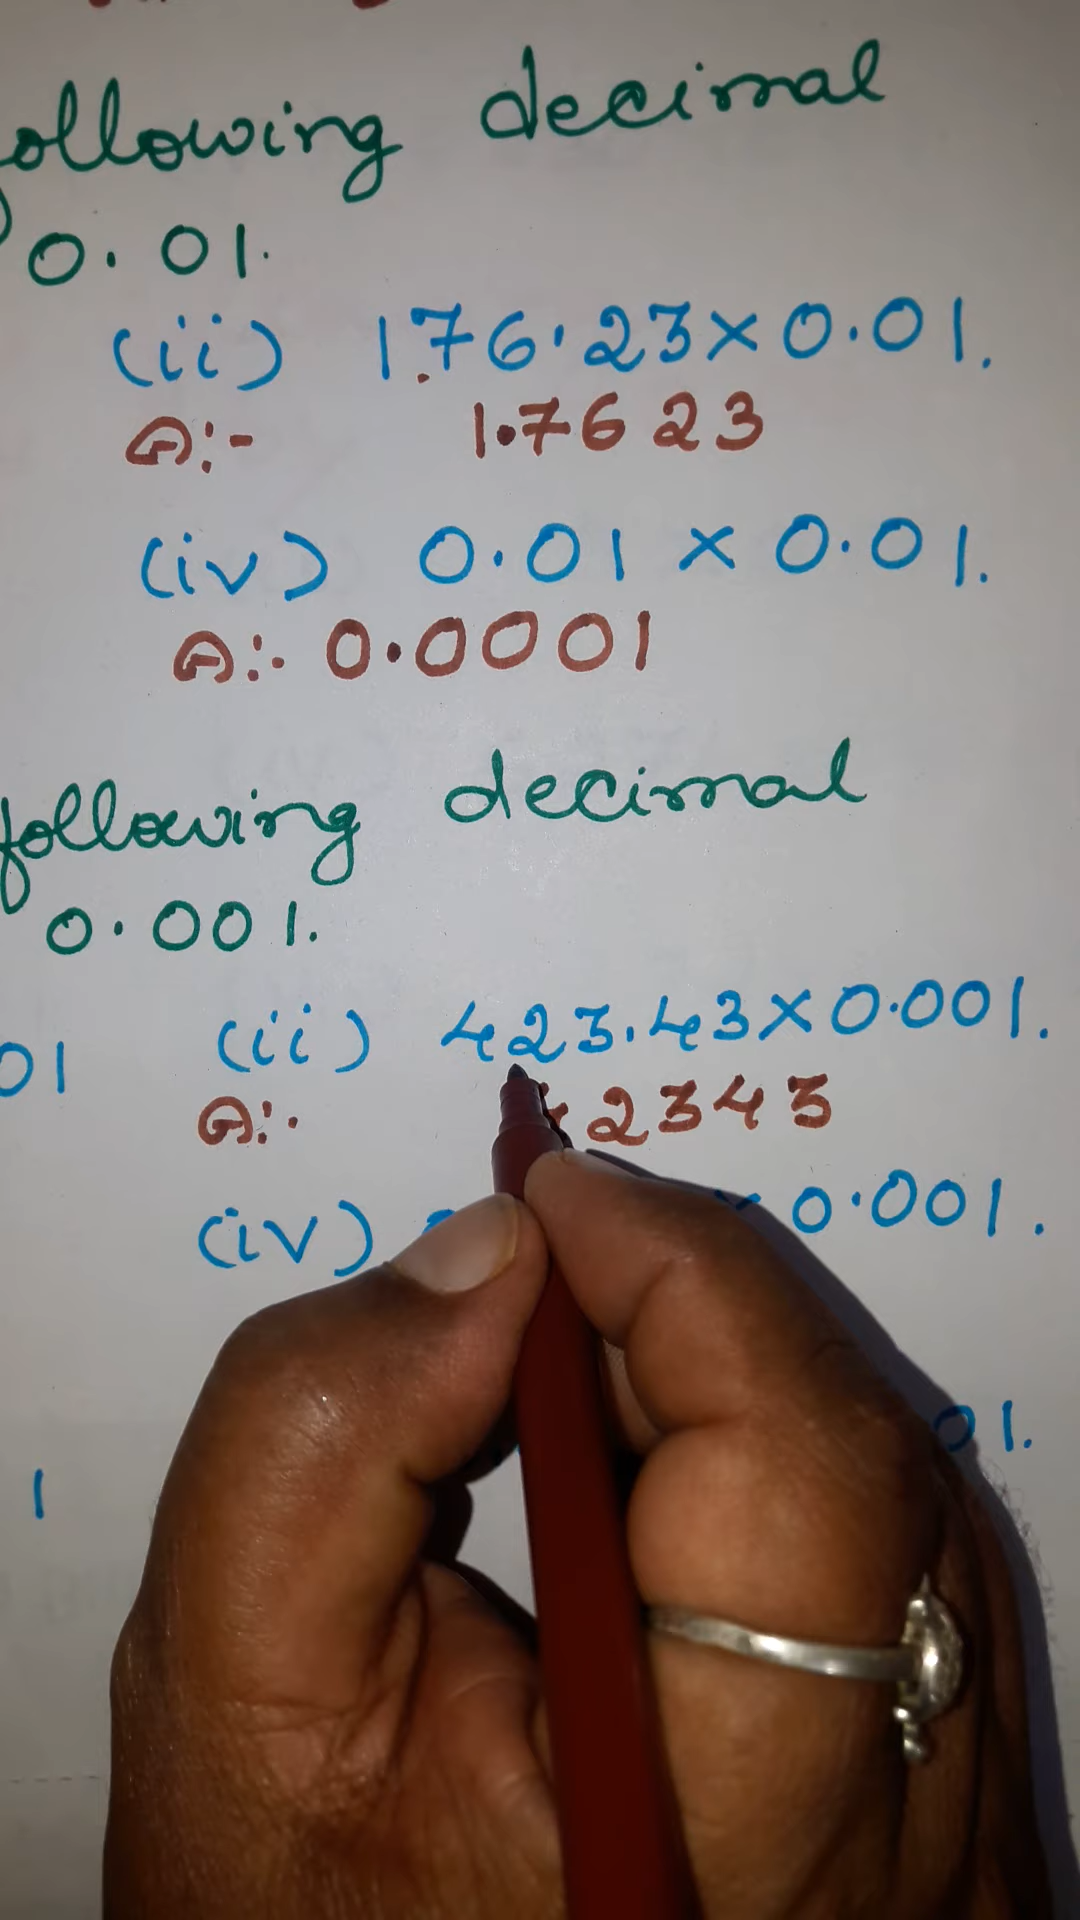 following decimal
0.01.
(ii) 176.23×0.01.
വി:- 1.7623
(iv) 0.01 × 0.01.
വി:- 0.0001
following decimal
0.001.
01 (ii) 423.43×0.001.
വി:- 42343
(iv) 0.001.
01.
1